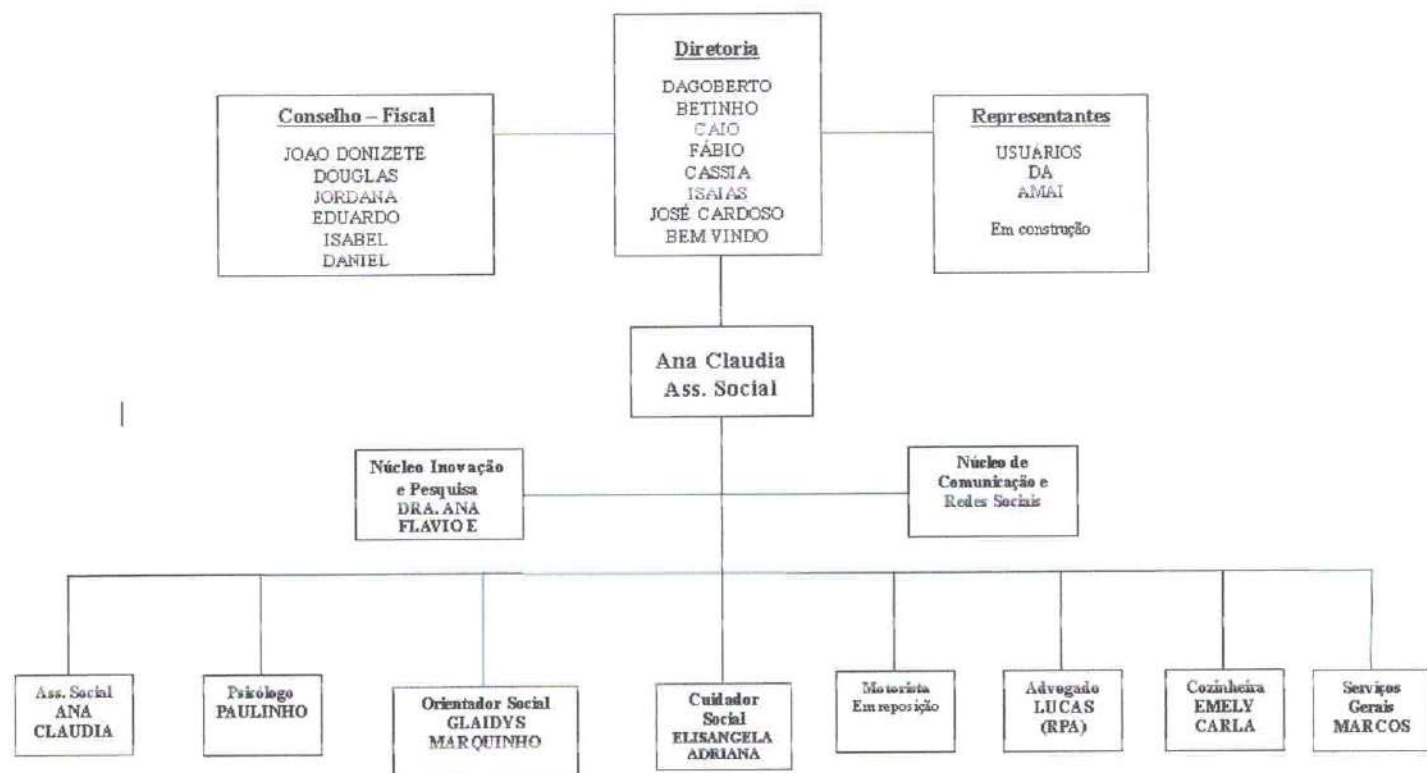 Diretoria
DAGOBERTO
BETINHO
CAIO
FÁBIO
CASSIA
ISAIAS
JOSÉ CARDOSO
BEM VINDO
Conselho – Fiscal
JOAO DONIZETE
DOUGLAS
JORDANA
EDUARDO
ISABEL
DANIEL
Representantes
USUÁRIOS
DA
AMAI
Em construção
Ana Claudia
Ass. Social
Núcleo Inovação
e Pesquisa
DRA. ANA
FLAVIO E
Núcleo de
Comunicação e
Redes Sociais
Ass. Social
ANA
CLAUDIA
Psicólogo
PAULINHO
Orientador Social
GLAIDYS
MARQUINHO
Cuidador
Social
ELISANGELA
ADRIANA
Motorista
Em reposição
Advogado
LUCAS
(RPA)
Cozinheira
EMELY
CARLA
Serviços
Gerais
MARCOS